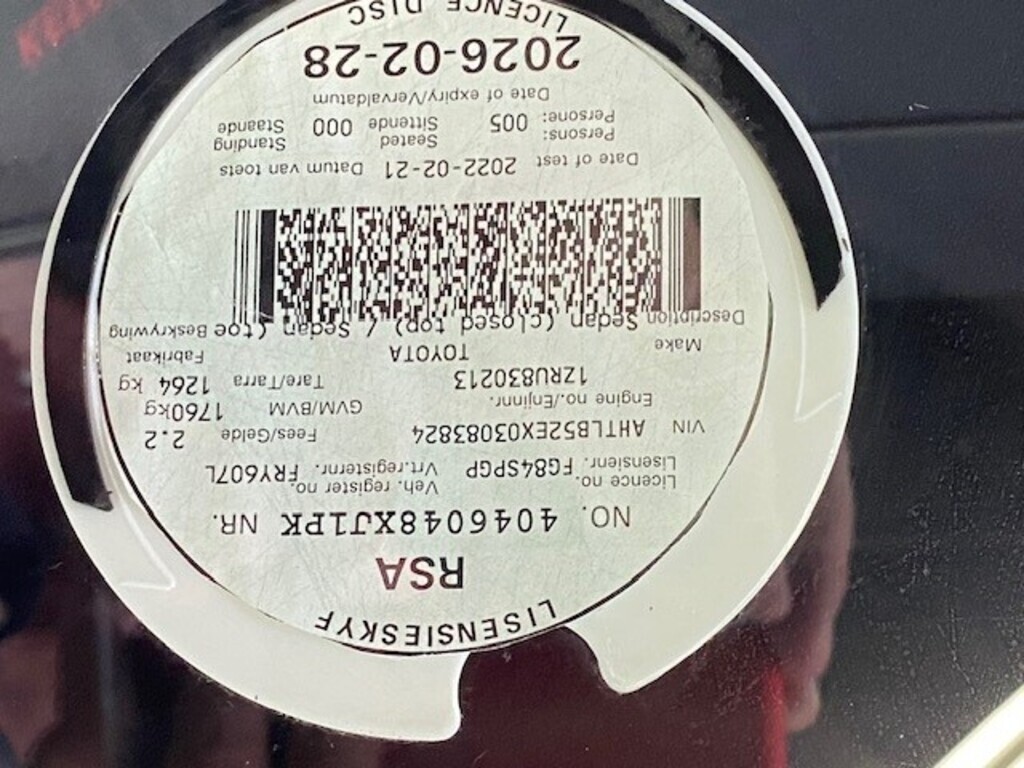 LISENSIESKYF
RSA
NO. 4046048XJ1PK NR.
Licence no. Veh. register no.
Lisensienr. FG84SPGP Vrt.registernr. FRY607L
VIN AHTLB52EX03083824 Fees/Gelde 2.2
Engine no./Enjinnr. GVM/BVM 1760kg
1ZRU830213 Tare/Tarra 1264 kg
Make TOYOTA Fabrikaat
Description Sedan (closed top) / Sedan (toe Beskrywing
Date of test 2022-02-21 Datum van toets
Persons: Seated Standing
Persone: 005 Sittende 000 Staande
Date of expiry/Vervaldatum
2026-02-28
LICENCE DISC